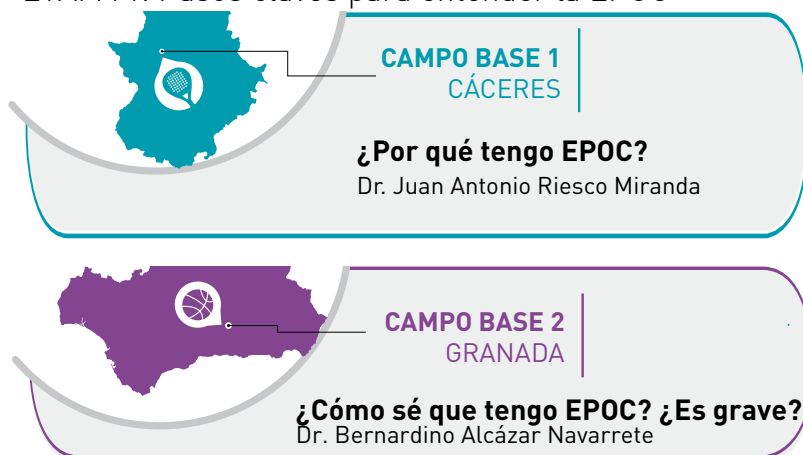 CAMPO BASE 1
CÁCERES
¿Por qué tengo EPOC?
Dr. Juan Antonio Riesco Miranda
CAMPO BASE 2
GRANADA
¿Cómo sé que tengo EPOC? ¿Es grave?
Dr. Bernardino Alcázar Navarrete